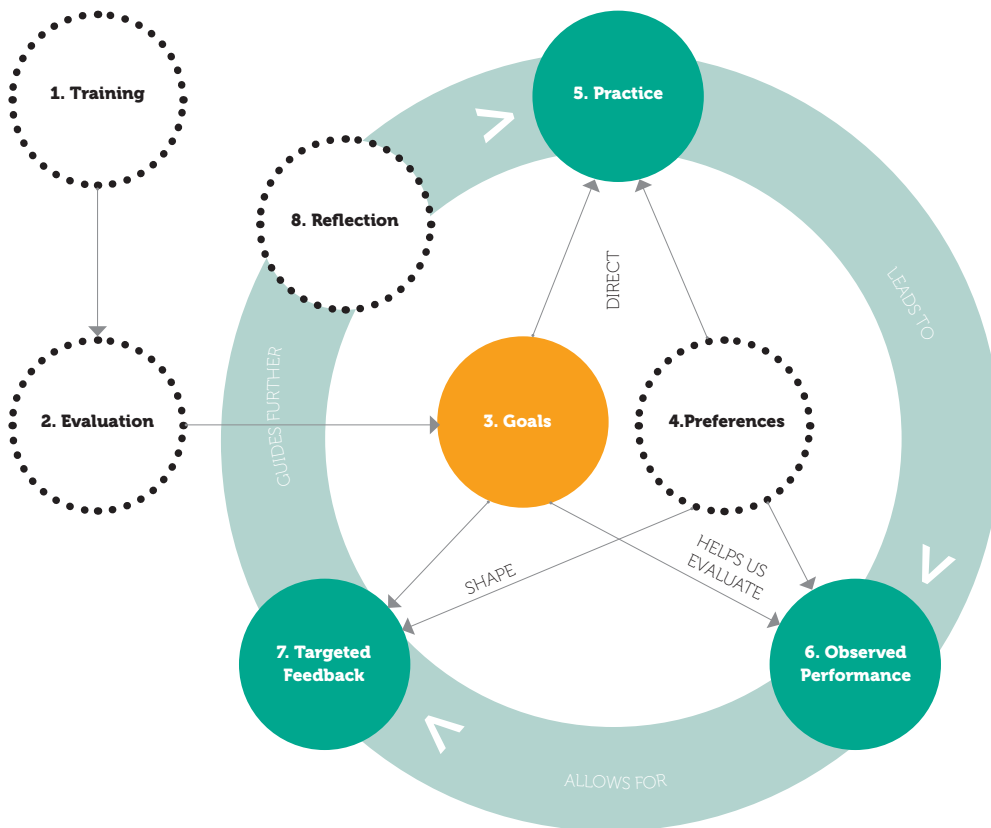 1. Training
2. Evaluation
3. Goals
4.Preferences
5. Practice
6. Observed
Performance
7. Targeted
Feedback
8. Reflection
DIRECT
LEADS TO
HELPS US
EVALUATE
SHAPE
ALLOWS FOR
GUIDES FURTHER